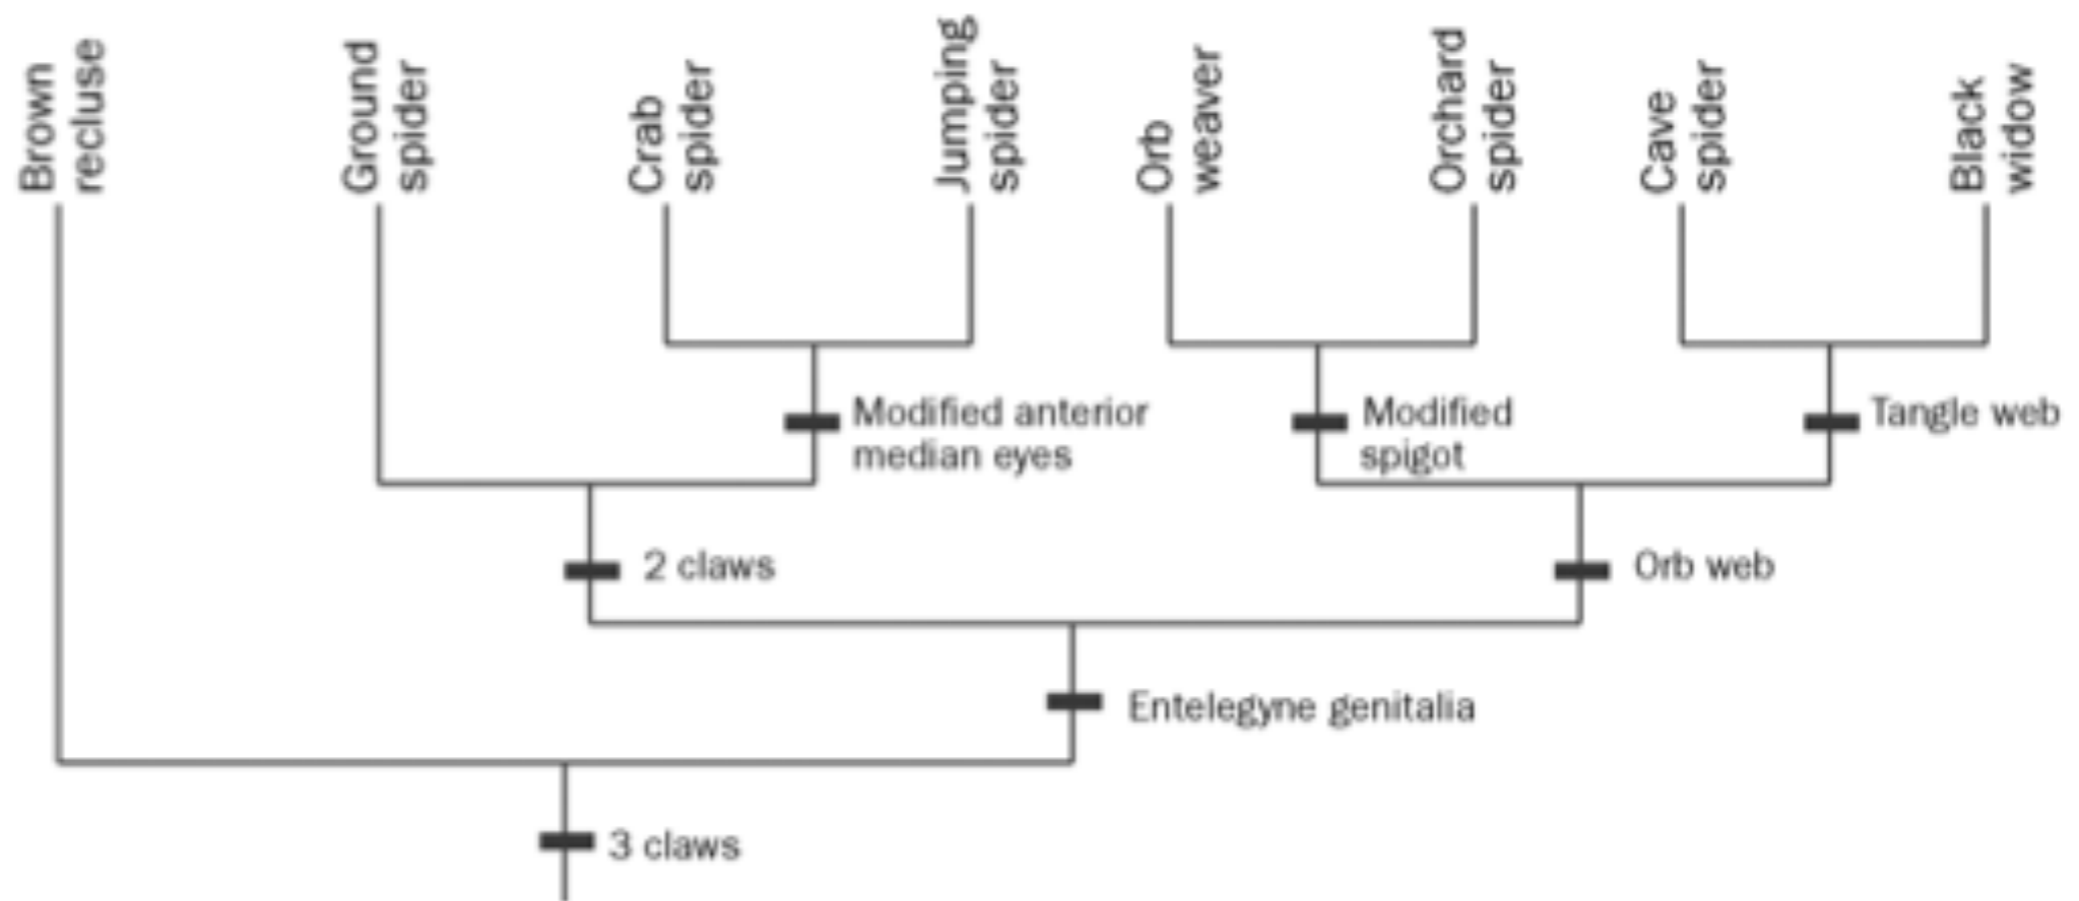 Brown
recluse
Ground
spider
Crab
spider
Jumping
spider
Orb
weaver
Orchard
spider
Cave
spider
Black
widow
Modified anterior
median eyes
Modified
spigot
Tangle web
2 claws
Orb web
Entelegyne genitalia
3 claws